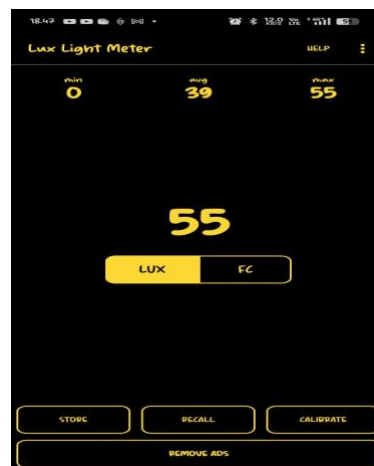 18.47
Lux Light Meter HELP
min avg max
0 39 55
55
LUX FC
STORE RECALL CALIBRATE
REMOVE ADS